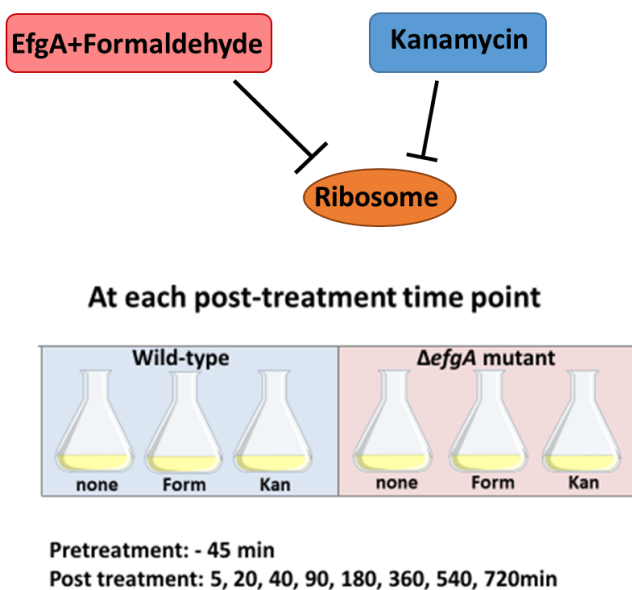 EfgA+Formaldehyde
Kanamycin
Ribosome
At each post-treatment time point
Wild-type
ΔefgA mutant
none Form Kan
none Form Kan
Pretreatment: - 45 min
Post treatment: 5, 20, 40, 90, 180, 360, 540, 720min